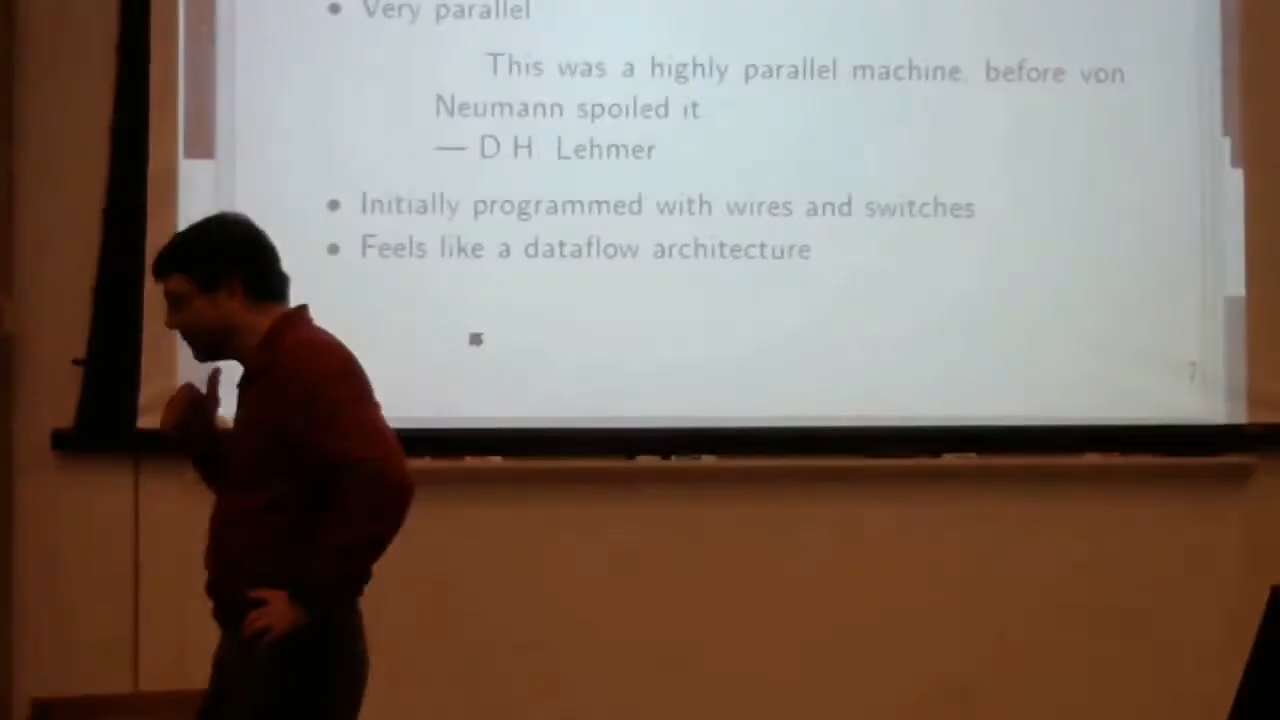 • Very parallel
This was a highly parallel machine, before von
Neumann spoiled it
— D H Lehmer
• Initially programmed with wires and switches
• Feels like a dataflow architecture
7